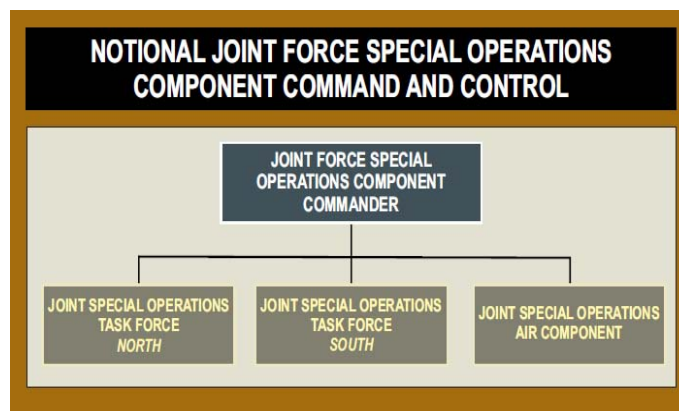 NOTIONAL JOINT FORCE SPECIAL OPERATIONS
COMPONENT COMMAND AND CONTROL
JOINT FORCE SPECIAL
OPERATIONS COMPONENT
COMMANDER
JOINT SPECIAL OPERATIONS
TASK FORCE
NORTH
JOINT SPECIAL OPERATIONS
TASK FORCE
SOUTH
JOINT SPECIAL OPERATIONS
AIR COMPONENT